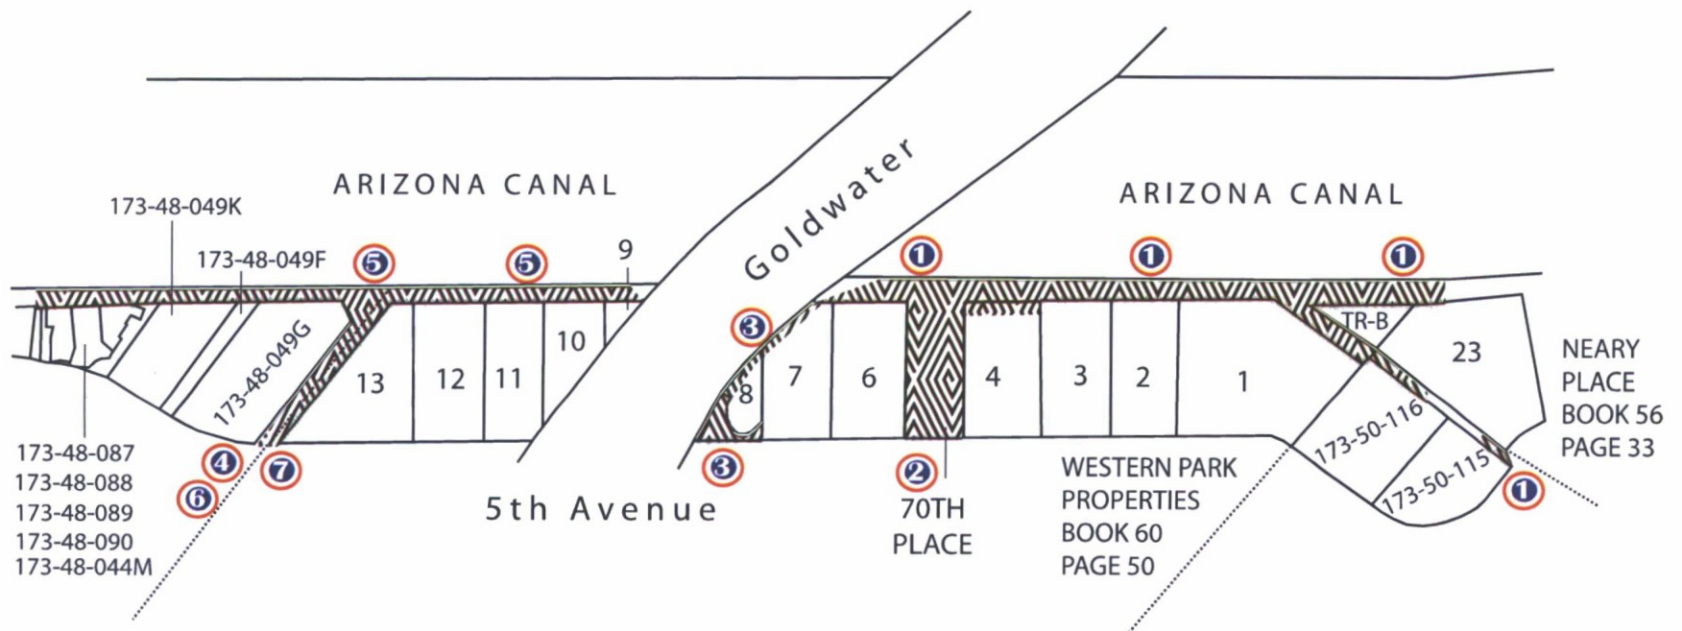 Goldwater
ARIZONA CANAL
ARIZONA CANAL
173-48-049K
173-48-049F
5
5
9
1
1
1
3
TR-B
173-48-049G
13
12
11
10
8
7
6
4
3
2
1
23
NEARY
PLACE
BOOK 56
PAGE 33
173-50-116
173-50-115
4
7
6
3
2
1
173-48-087
173-48-088
173-48-089
173-48-090
173-48-044M
5th Avenue
70TH
PLACE
WESTERN PARK
PROPERTIES
BOOK 60
PAGE 50